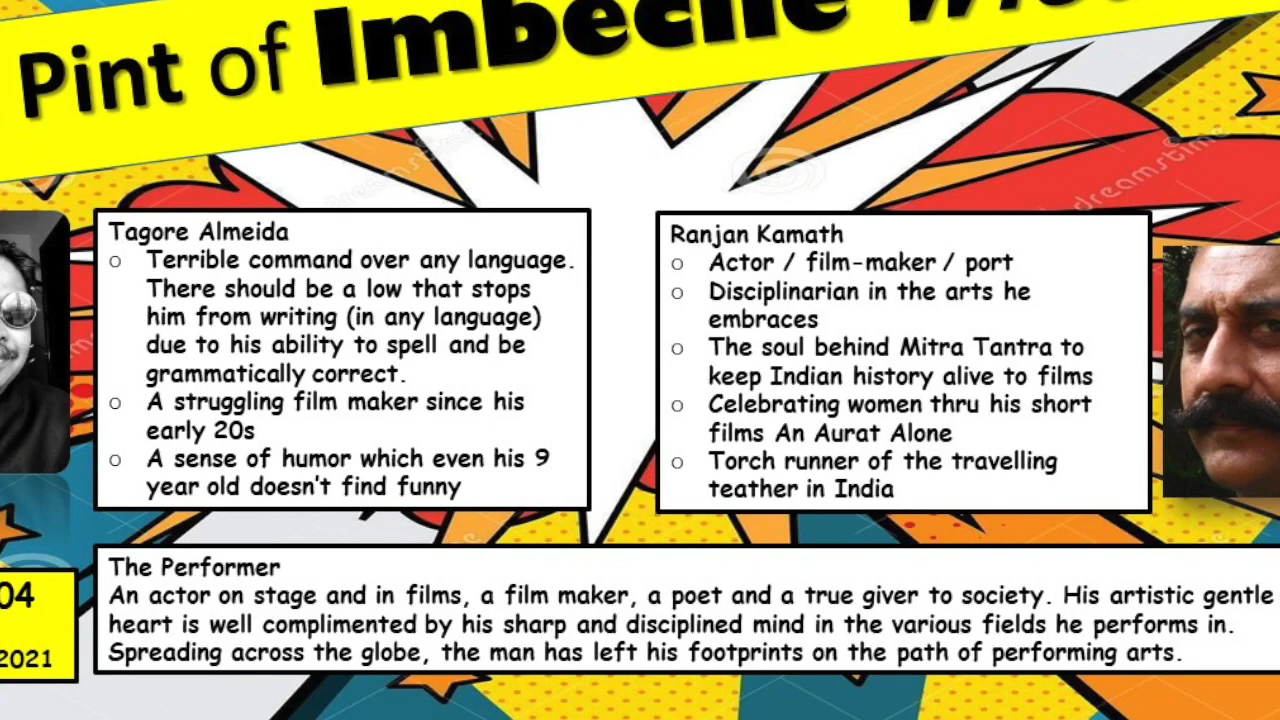 Pint of Imbecile
Tagore Almeida
o Terrible command over any language.
There should be a low that stops
him from writing (in any language)
due to his ability to spell and be
grammatically correct.
o A struggling film maker since his
early 20s
o A sense of humor which even his 9
year old doesn't find funny
Ranjan Kamath
o Actor / film-maker / port
o Disciplinarian in the arts he
embraces
o The soul behind Mitra Tantra to
keep Indian history alive to films
o Celebrating women thru his short
films An Aurat Alone
o Torch runner of the travelling
teather in India
04
2021
The Performer
An actor on stage and in films, a film maker, a poet and a true giver to society. His artistic gentle
heart is well complimented by his sharp and disciplined mind in the various fields he performs in.
Spreading across the globe, the man has left his footprints on the path of performing arts.
dreamstime